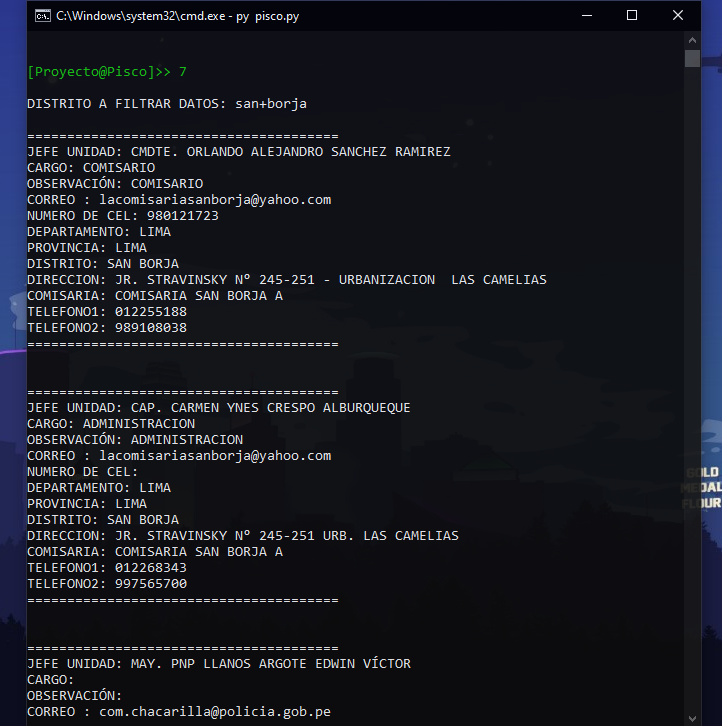 C:\Windows\system32\cmd.exe - py pisco.py
[Proyecto@Pisco]>> 7
DISTRITO A FILTRAR DATOS: san+borja
=======================================
JEFE UNIDAD: CMDTE. ORLANDO ALEJANDRO SANCHEZ RAMIREZ
CARGO: COMISARIO
OBSERVACIÓN: COMISARIO
CORREO : lacomisariasanborja@yahoo.com
NUMERO DE CEL: 980121723
DEPARTAMENTO: LIMA
PROVINCIA: LIMA
DISTRITO: SAN BORJA
DIRECCION: JR. STRAVINSKY Nº 245-251 - URBANIZACION  LAS CAMELIAS
COMISARIA: COMISARIA SAN BORJA A
TELEFONO1: 012255188
TELEFONO2: 989108038
=======================================
=======================================
JEFE UNIDAD: CAP. CARMEN YNES CRESPO ALBURQUEQUE
CARGO: ADMINISTRACION
OBSERVACIÓN: ADMINISTRACION
CORREO : lacomisariasanborja@yahoo.com
NUMERO DE CEL:
DEPARTAMENTO: LIMA
PROVINCIA: LIMA
DISTRITO: SAN BORJA
DIRECCION: JR. STRAVINSKY Nº 245-251 URB. LAS CAMELIAS
COMISARIA: COMISARIA SAN BORJA A
TELEFONO1: 012268343
TELEFONO2: 997565700
=======================================
=======================================
JEFE UNIDAD: MAY. PNP LLANOS ARGOTE EDWIN VÍCTOR
CARGO:
OBSERVACIÓN:
CORREO : com.chacarilla@policia.gob.pe
GOLD
MEDAL
FLOUR